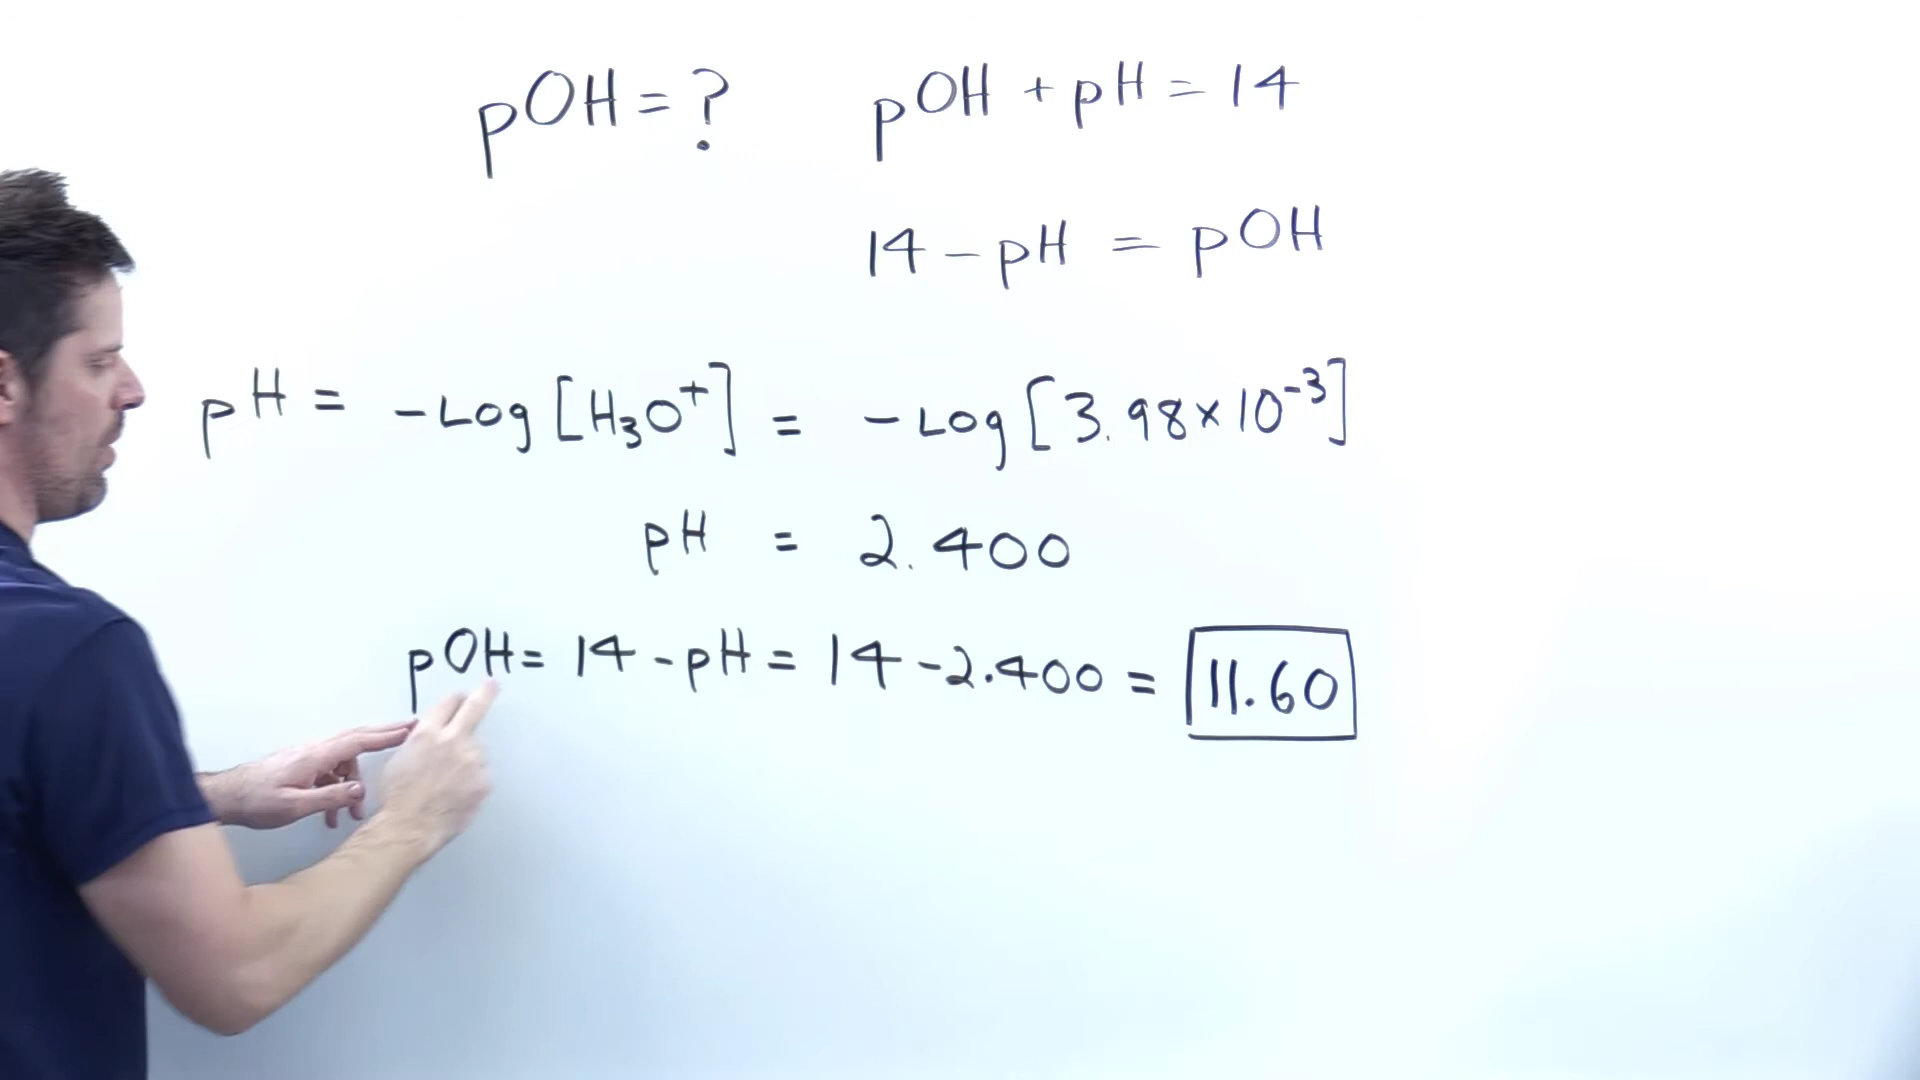 pOH = ? pOH + pH = 14
14 - pH = pOH
pH = -Log [H₃O⁺] = -Log [3.98 × 10⁻³]
pH = 2.400
pOH = 14 - pH = 14 - 2.400 = 11.60